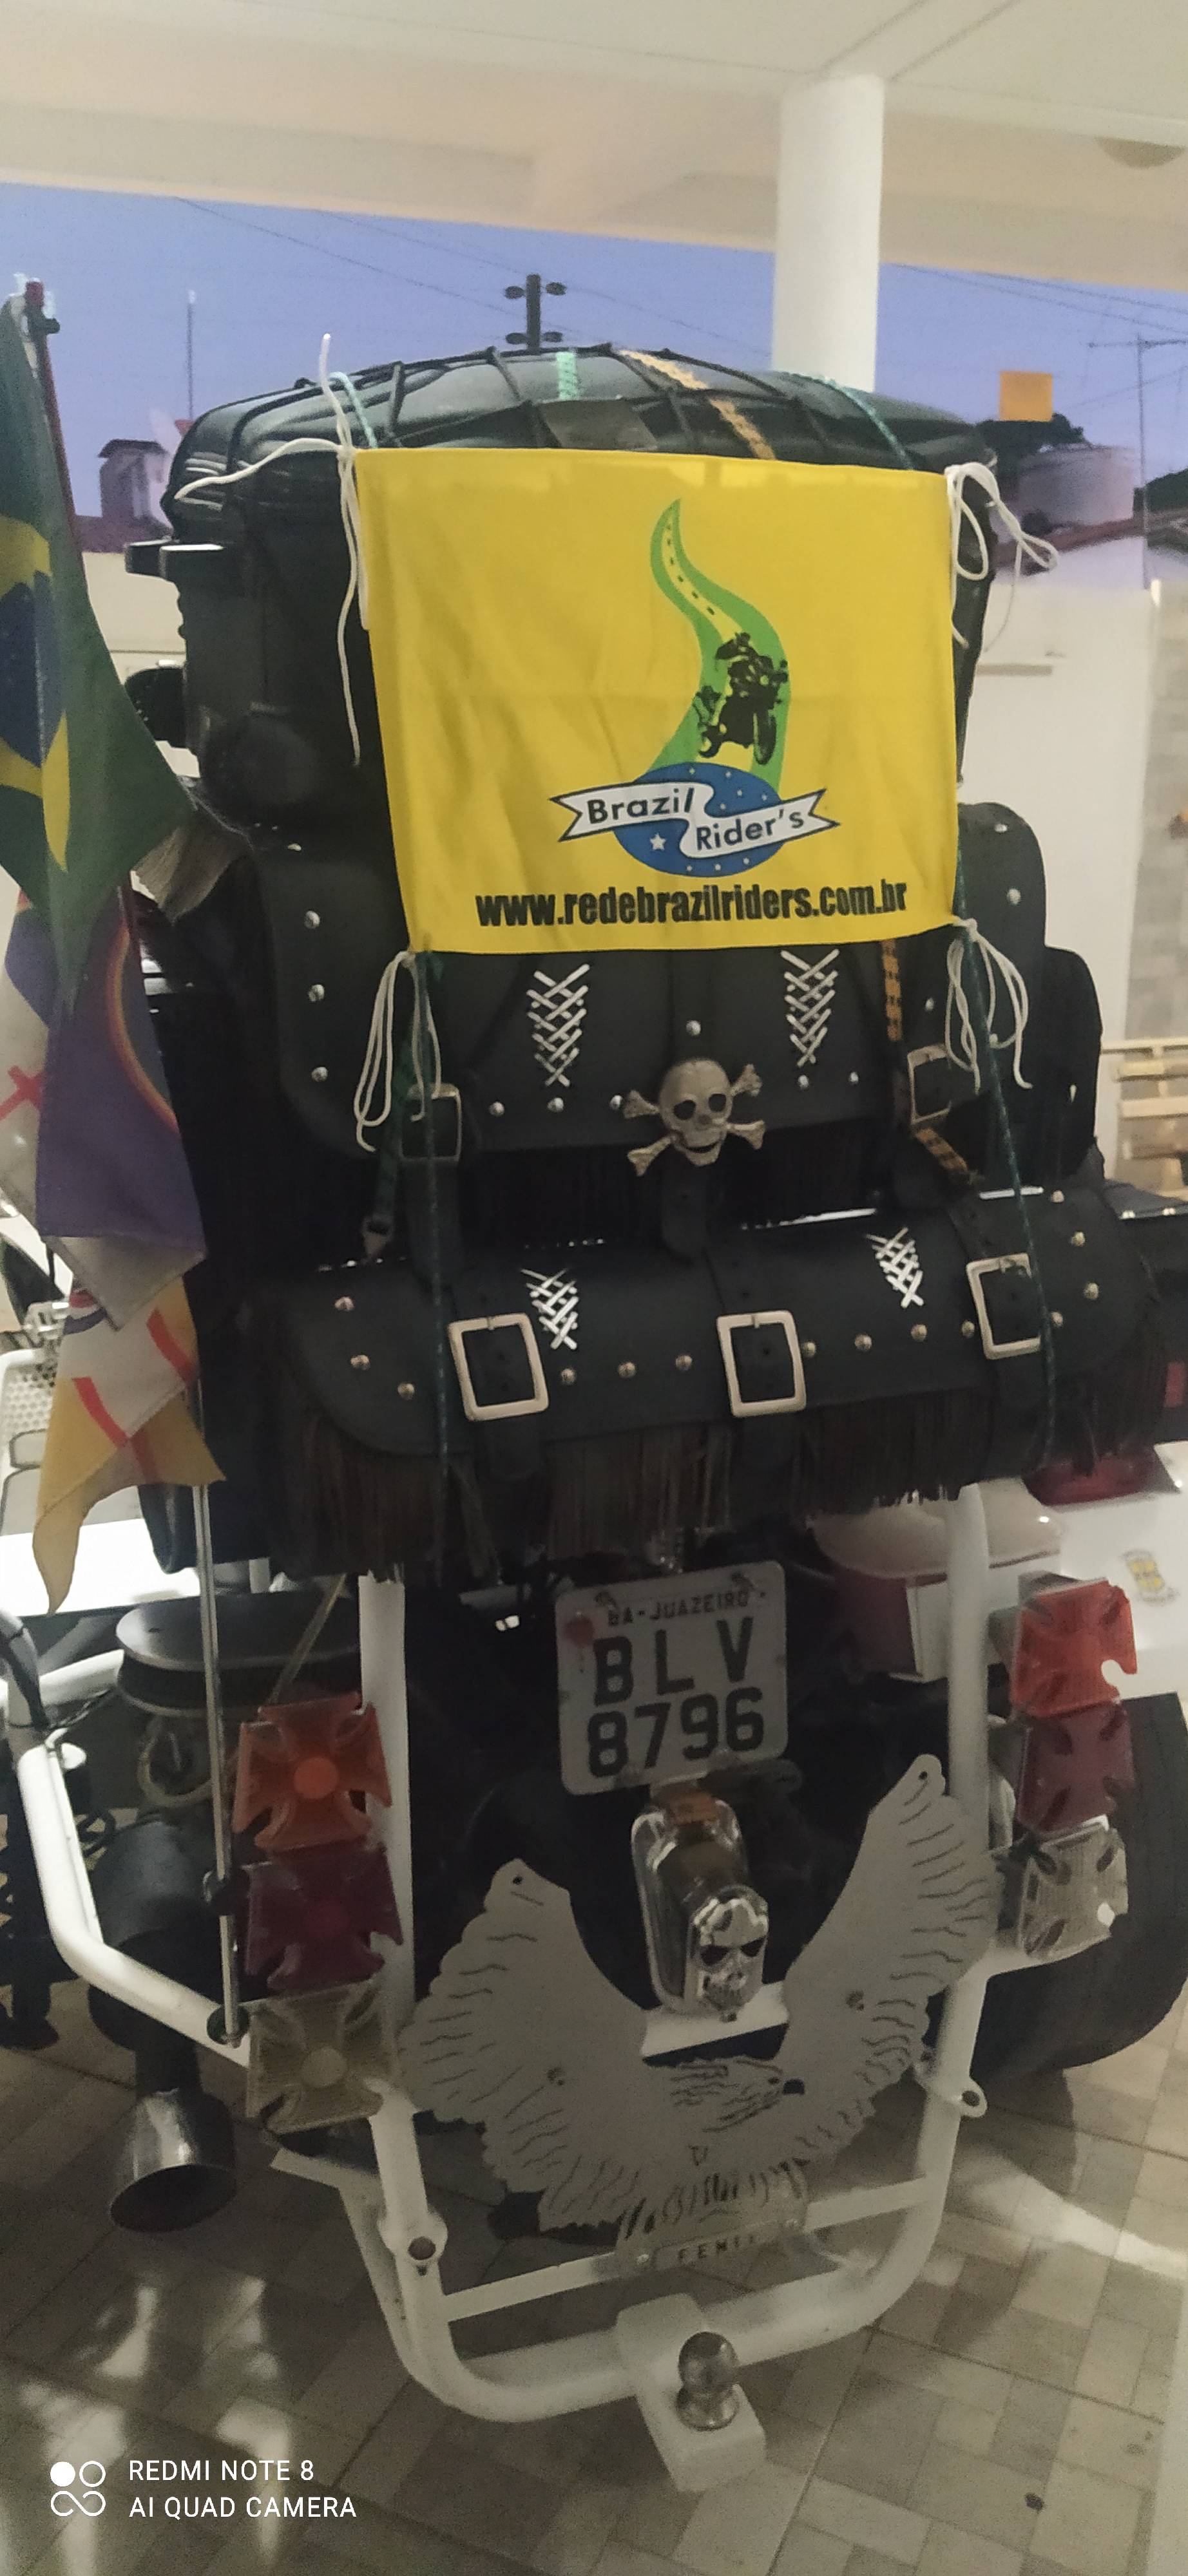 Brazil
Rider's
www.redebrazilriders.com.br
BA-JUAZEIRO
BLV
8796
REDMI NOTE 8
AI QUAD CAMERA